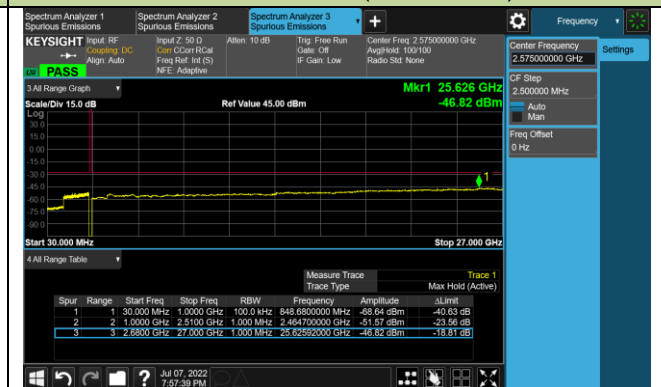 Spectrum Analyzer 1
Spurious Emissions
Spectrum Analyzer 2
Spurious Emissions
Spectrum Analyzer 3
Spurious Emissions
Frequency
KEYSIGHT
Input: RF
Coupling: DC
Align: Auto
Input Z: 50 Ω
Corr CCorr RCal
Freq Ref: Int (S)
NFE: Adaptive
Atten: 10 dB
Trig: Free Run
Gate: Off
IF Gain: Low
Center Freq: 2.575000000 GHz
Avg|Hold: 100/100
Radio Std: None
LW PASS
Center Frequency
2.575000000 GHz
Settings
CF Step
2.500000 MHz
Auto
Man
Freq Offset
0 Hz
3 All Range Graph
Mkr1 25.626 GHz
Scale/Div 15.0 dB
Ref Value 45.00 dBm
-46.82 dBm
Log
30.0
15.0
0.00
-15.0
-30.0
-45.0
-60.0
-75.0
-90.0
1
Start 30.000 MHz
Stop 27.000 GHz
4 All Range Table
Measure Trace Trace 1
Trace Type Max Hold (Active)
Spur Range Start Freq Stop Freq RBW Frequency Amplitude ΔLimit
1 1 30.000 MHz 1.0000 GHz 100.0 kHz 848.6800000 MHz -68.64 dBm -40.63 dB
2 2 1.0000 GHz 2.5100 GHz 1.000 MHz 2.464700000 GHz -51.57 dBm -23.56 dB
3 3 2.6800 GHz 27.000 GHz 1.000 MHz 25.62592000 GHz -46.82 dBm -18.81 dB
Jul 07, 2022
7:57:39 PM